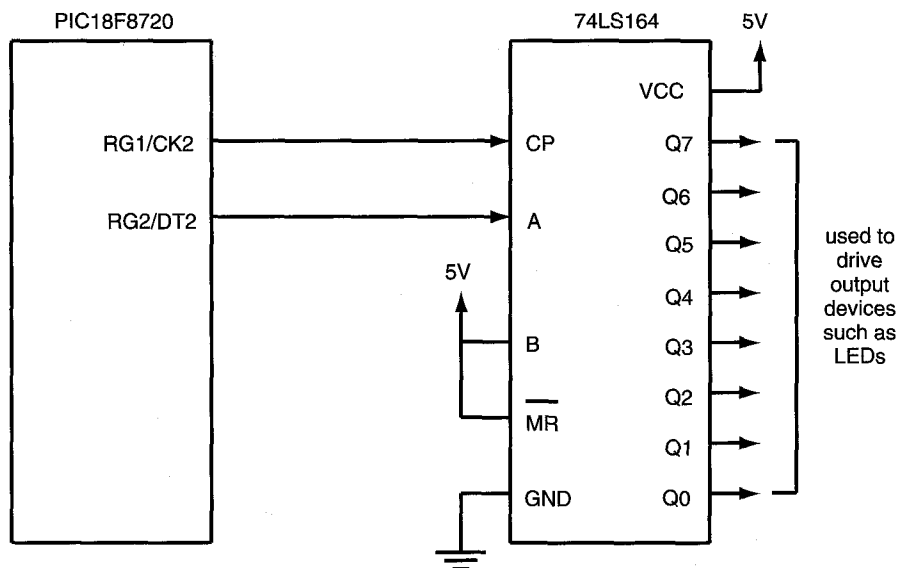 PIC18F8720
RG1/CK2
RG2/DT2
74LS164
5V
VCC
CP
A
5V
B
MR
GND
Q7
Q6
Q5
Q4
Q3
Q2
Q1
Q0
used to
drive
output
devices
such as
LEDs